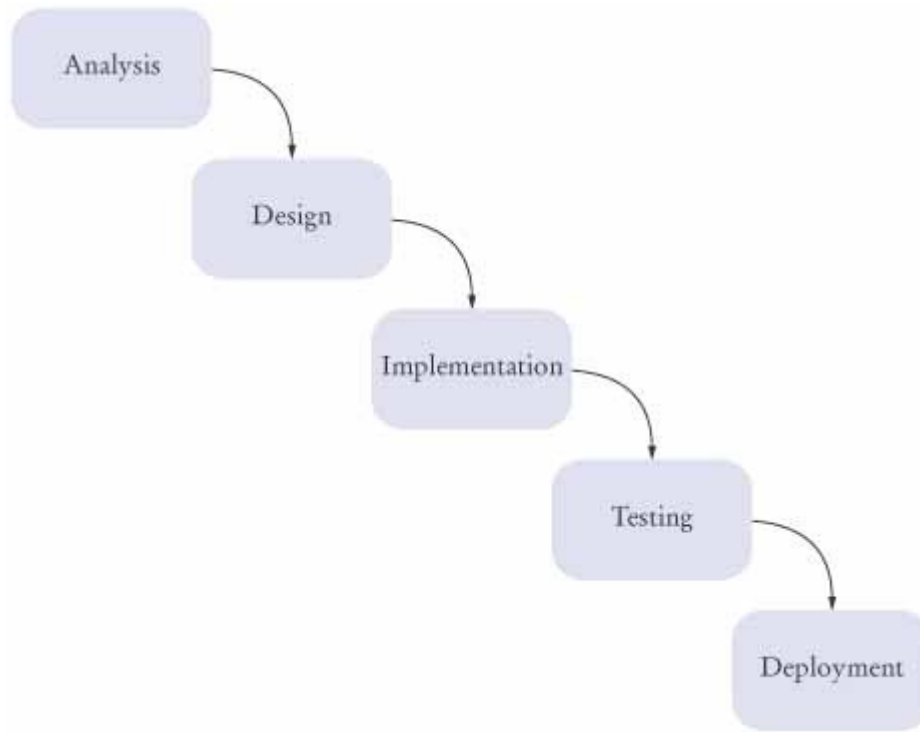 Analysis
Design
Implementation
Testing
Deployment